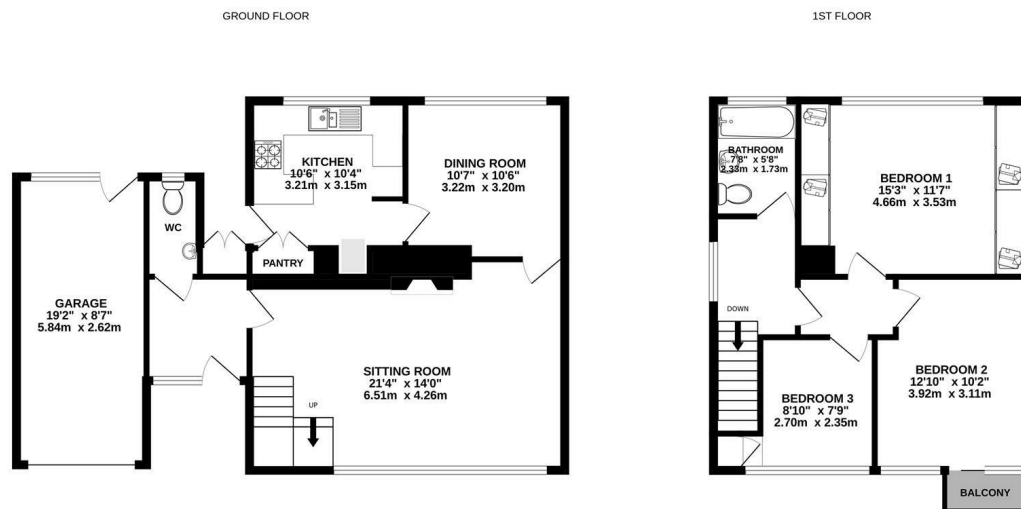 GROUND FLOOR
1ST FLOOR
KITCHEN
10'6" x 10'4"
3.21m x 3.15m
DINING ROOM
10'7" x 10'6"
3.22m x 3.20m
WC
PANTRY
GARAGE
19'2" x 8'7"
5.84m x 2.62m
SITTING ROOM
21'4" x 14'0"
6.51m x 4.26m
UP
BATHROOM
7'8" x 5'8"
2.33m x 1.73m
BEDROOM 1
15'3" x 11'7"
4.66m x 3.53m
DOWN
BEDROOM 2
12'10" x 10'2"
3.92m x 3.11m
BEDROOM 3
8'10" x 7'9"
2.70m x 2.35m
BALCONY